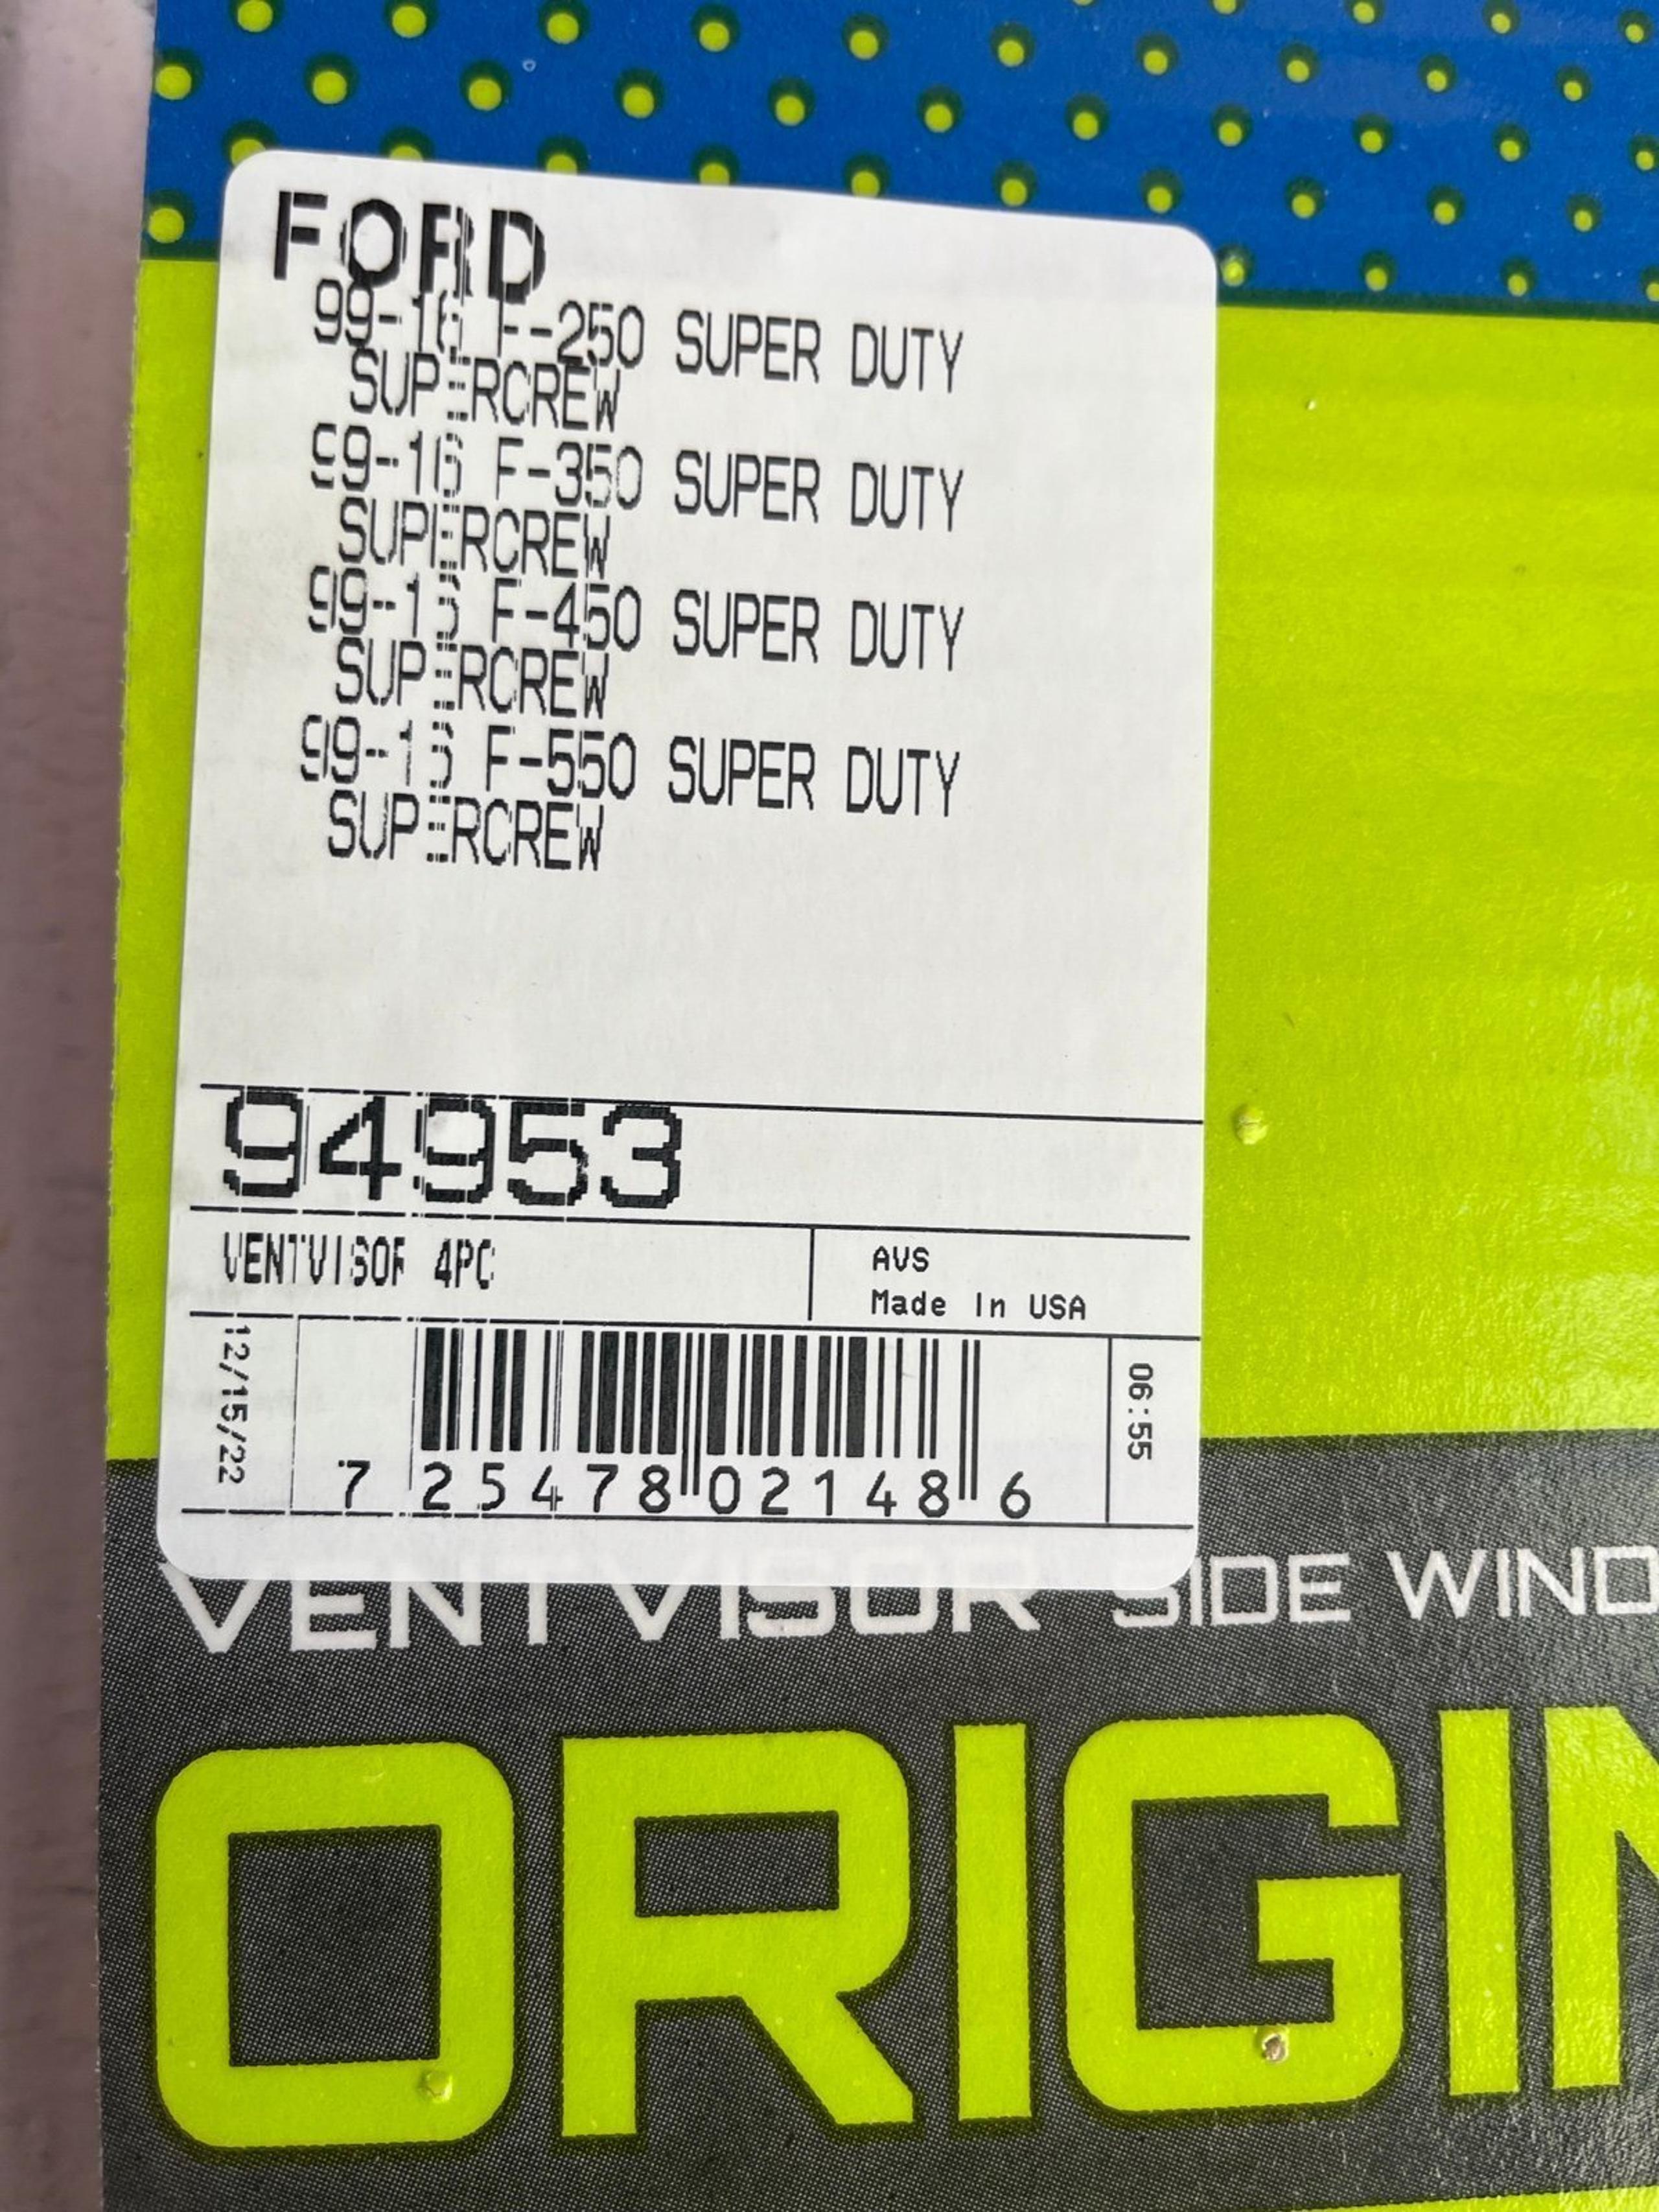 FORD
99-16 F-250 SUPER DUTY
SUPERCREW
99-16 F-350 SUPER DUTY
SUPERCREW
99-16 F-450 SUPER DUTY
SUPERCREW
99-16 F-550 SUPER DUTY
SUPERCREW
94953
VENTVISOR 4PC
AVS
Made In USA
12/15/22
06:55
7 25478 02148 6
VENTVISOR SIDE WIND
ORIGIN